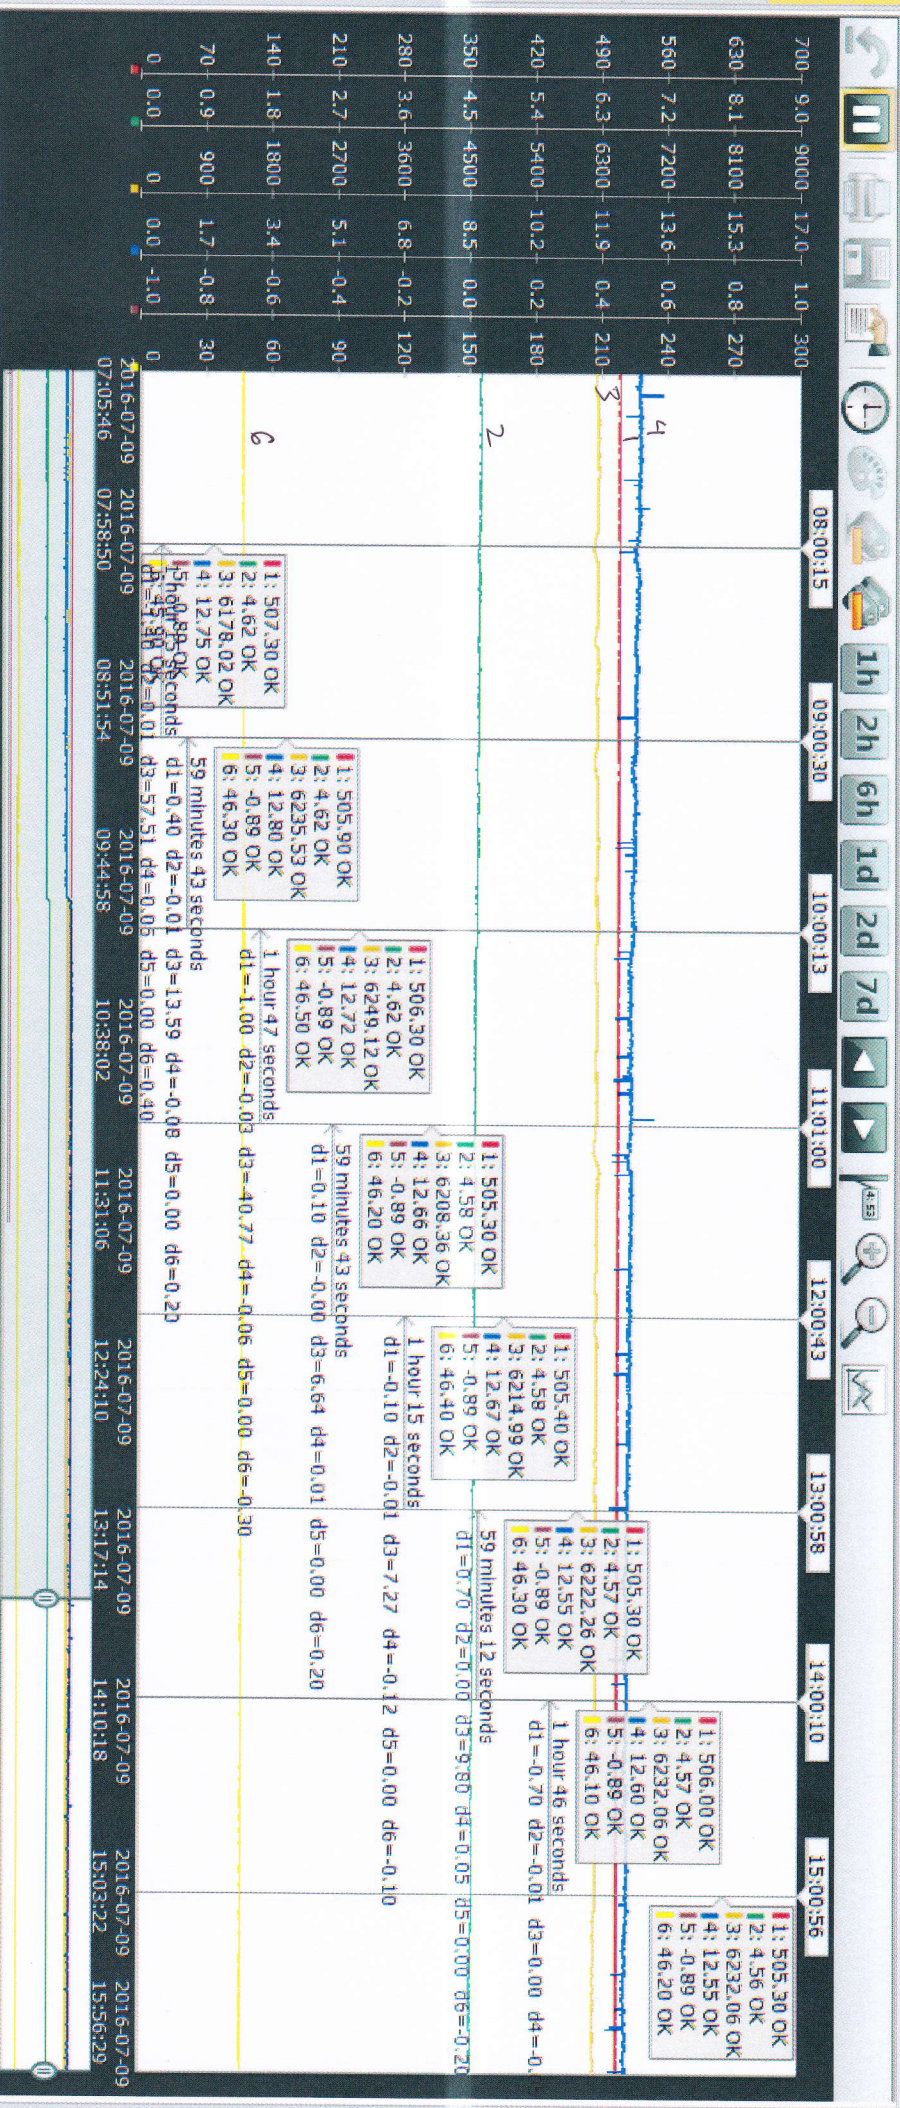 1h 2h 6h 1d 2d 7d
4:53
08:00:15 09:00:30 10:00:13 11:01:00 12:00:43 13:00:58 14:00:10 15:00:56
700 9.0 9000 17.0 1.0 300
630 8.1 8100 15.3 0.8 270
560 7.2 7200 13.6 0.6 240
490 6.3 6300 11.9 0.4 210
420 5.4 5400 10.2 0.2 180
350 4.5 4500 8.5 0.0 150
280 3.6 3600 6.8 -0.2 120
210 2.7 2700 5.1 -0.4 90
140 1.8 1800 3.4 -0.6 60
70 0.9 900 1.7 -0.8 30
0 0.0 0 0.0 -1.0 0
4
1
3
2
6
1: 507.30 OK
2: 4.62 OK
3: 6178.02 OK
4: 12.75 OK
1: 505.90 OK
2: 4.62 OK
3: 6235.53 OK
4: 12.80 OK
5: -0.89 OK
6: 46.30 OK
1: 506.30 OK
2: 4.62 OK
3: 6249.12 OK
4: 12.72 OK
5: -0.89 OK
6: 46.50 OK
1: 505.30 OK
2: 4.58 OK
3: 6208.36 OK
4: 12.66 OK
5: -0.89 OK
6: 46.20 OK
1: 505.40 OK
2: 4.58 OK
3: 6214.99 OK
4: 12.67 OK
5: -0.89 OK
6: 46.40 OK
1: 505.30 OK
2: 4.57 OK
3: 6222.26 OK
4: 12.55 OK
5: -0.89 OK
6: 46.30 OK
1: 506.00 OK
2: 4.57 OK
3: 6232.06 OK
4: 12.60 OK
5: -0.89 OK
6: 46.10 OK
1: 505.30 OK
2: 4.56 OK
3: 6232.06 OK
4: 12.55 OK
5: -0.89 OK
6: 46.20 OK
1 hour 15 seconds
d2=0.01 d3=57.51 d4=0.05 d5=0.00 d6=0.40
59 minutes 43 seconds
d1=0.40 d2=-0.01 d3=13.59 d4=-0.08 d5=0.00 d6=0.20
1 hour 47 seconds
d1=-1.00 d2=-0.03 d3=-40.77 d4=-0.06 d5=0.00 d6=-0.30
59 minutes 43 seconds
d1=0.10 d2=-0.00 d3=6.64 d4=0.01 d5=0.00 d6=0.20
1 hour 15 seconds
d1=-0.10 d2=-0.01 d3=7.27 d4=-0.12 d5=0.00 d6=-0.10
59 minutes 12 seconds
d1=0.70 d2=0.00 d3=9.80 d4=0.05 d5=0.00 d6=-0.20
1 hour 46 seconds
d1=-0.70 d2=-0.01 d3=0.00 d4=-0.
2016-07-09 2016-07-09 2016-07-09 2016-07-09 2016-07-09 2016-07-09 2016-07-09 2016-07-09 2016-07-09 2016-07-09 2016-07-09
07:05:46 07:58:50 08:51:54 09:44:58 10:38:02 11:31:06 12:24:10 13:17:14 14:10:18 15:03:22 15:56:29